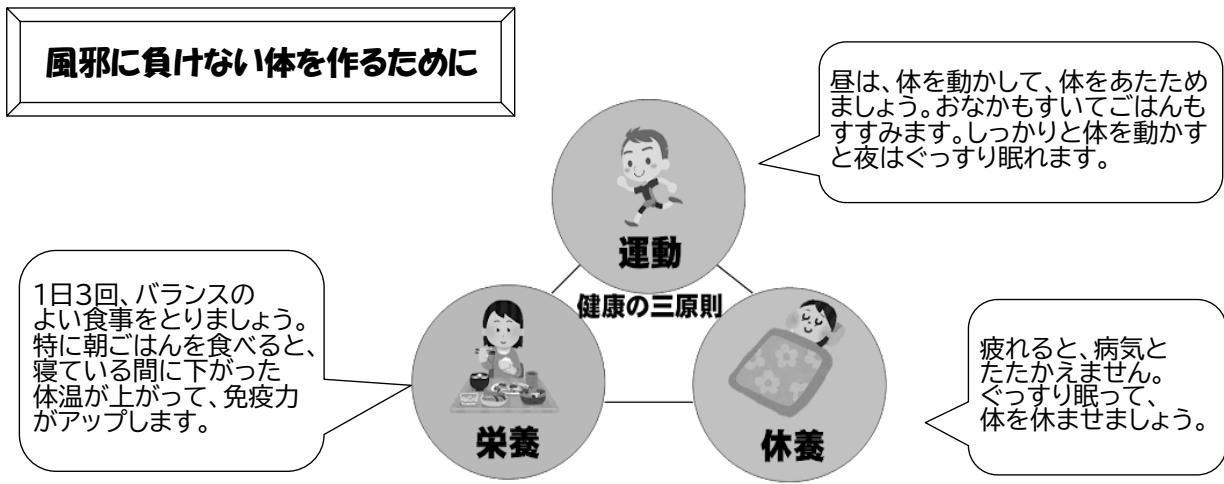 風邪に負けない体を作るために
昼は、体を動かして、体をあたため
ましょう。おなかもすいてごはんも
すすみます。しっかりと体を動かす
と夜はぐっすり眠れます。
運動
健康の三原則
1日3回、バランスの
よい食事をとりましょう。
特に朝ごはんを食べると、
寝ている間に下がった
体温が上がって、免疫力
がアップします。
栄養
休養
疲れると、病気と
たたかえません。
ぐっすり眠って、
体を休ませましょう。